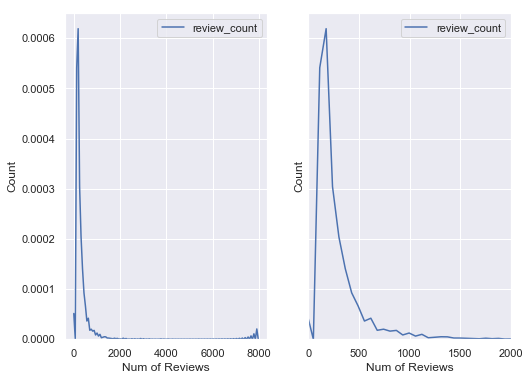 review_count
0.0006
0.0005
0.0004
0.0003
0.0002
0.0001
0.0000
Count
0 2000 4000 6000 8000
Num of Reviews
review_count
Count
0 500 1000 1500 2000
Num of Reviews